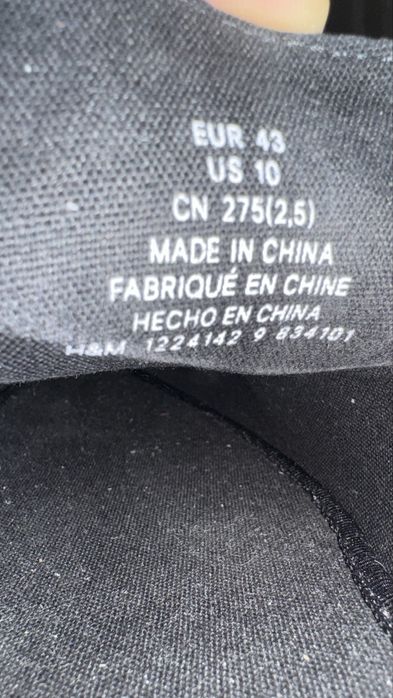 EUR 43
US 10
CN 275(2,5)
MADE IN CHINA
FABRIQUÉ EN CHINE
HECHO EN CHINA
H&M 1224142 9 834101